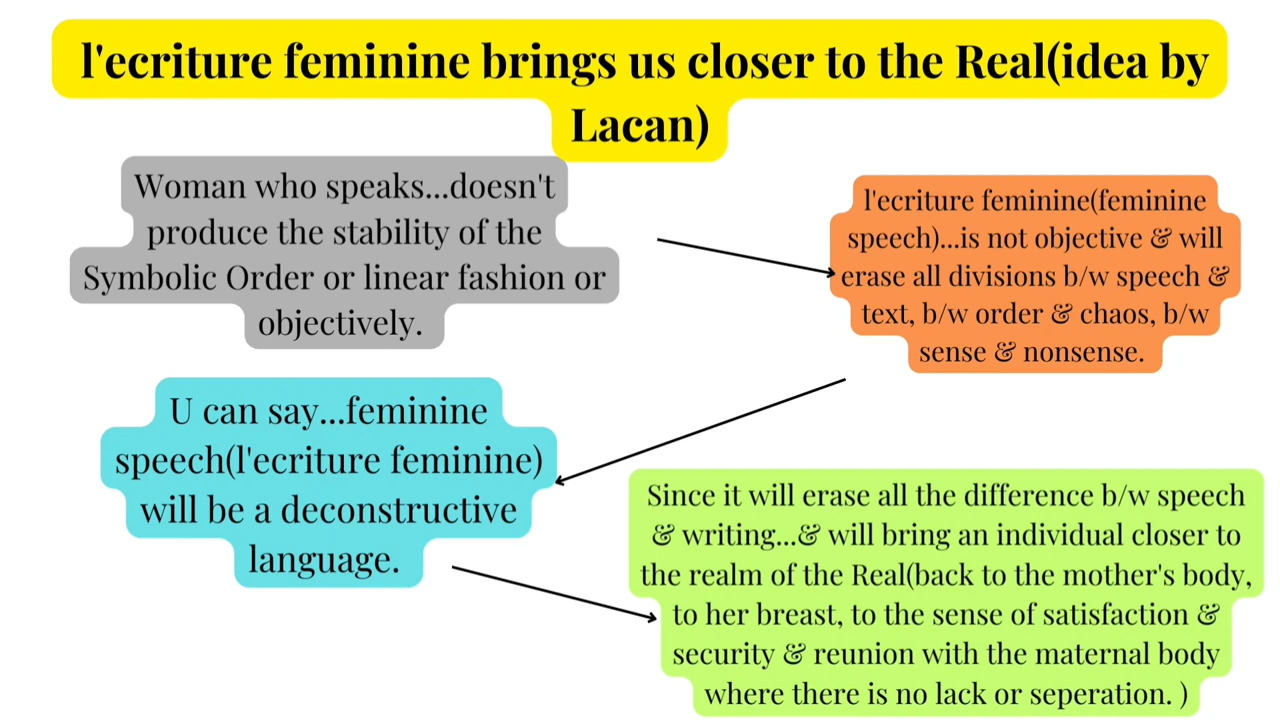 l'ecriture feminine brings us closer to the Real(idea by
Lacan)
Woman who speaks...doesn't
produce the stability of the
Symbolic Order or linear fashion or
objectively.
l'ecriture feminine(feminine
speech)...is not objective & will
erase all divisions b/w speech &
text, b/w order & chaos, b/w
sense & nonsense.
U can say...feminine
speech(l'ecriture feminine)
will be a deconstructive
language.
Since it will erase all the difference b/w speech
& writing...& will bring an individual closer to
the realm of the Real(back to the mother's body,
to her breast, to the sense of satisfaction &
security & reunion with the maternal body
where there is no lack or seperation. )